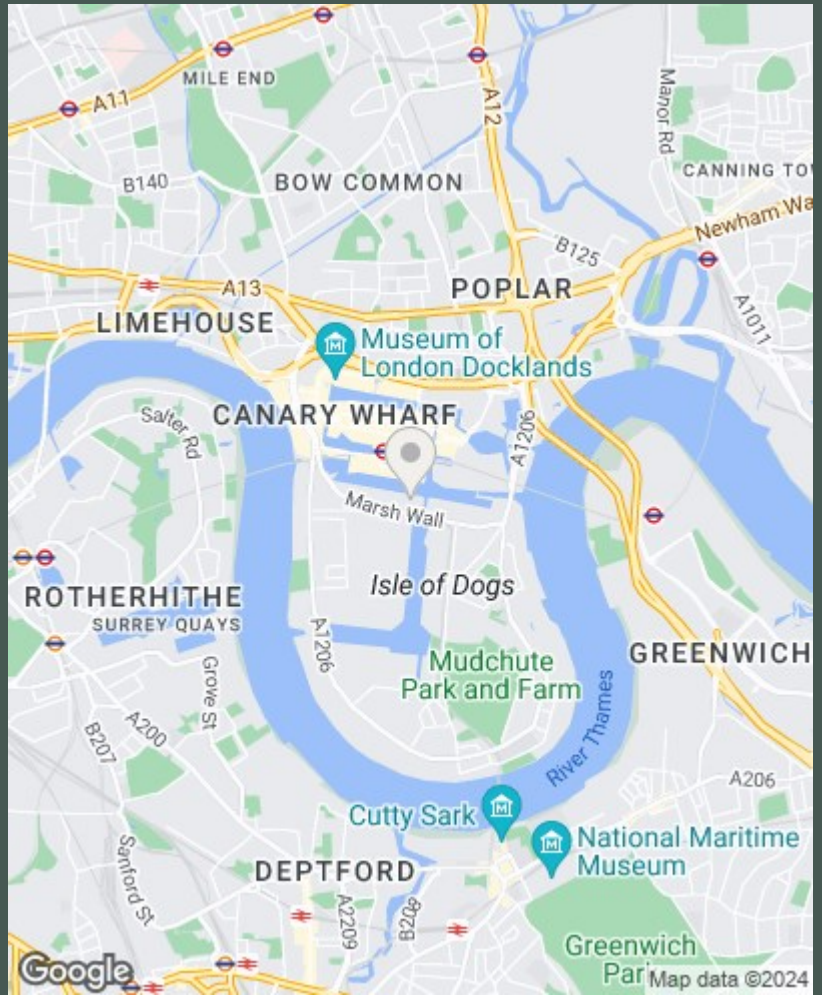 MILE END
A11
A12
Manor Rd
B140
BOW COMMON
CANNING TO
Newham Wa
B125
A13
POPLAR
A1011
LIMEHOUSE
Museum of
London Docklands
Salter Rd
CANARY WHARF
A1206
Marsh Wall
Isle of Dogs
ROTHERHITHE
SURREY QUAYS
A1206
Grove St
GREENWICH
Mudchute
Park and Farm
River Thames
A200
B207
A206
Cutty Sark
National Maritime
Museum
Sanford St
DEPTFORD
A2209
B208
Greenwich
Par
Google
Map data ©2024